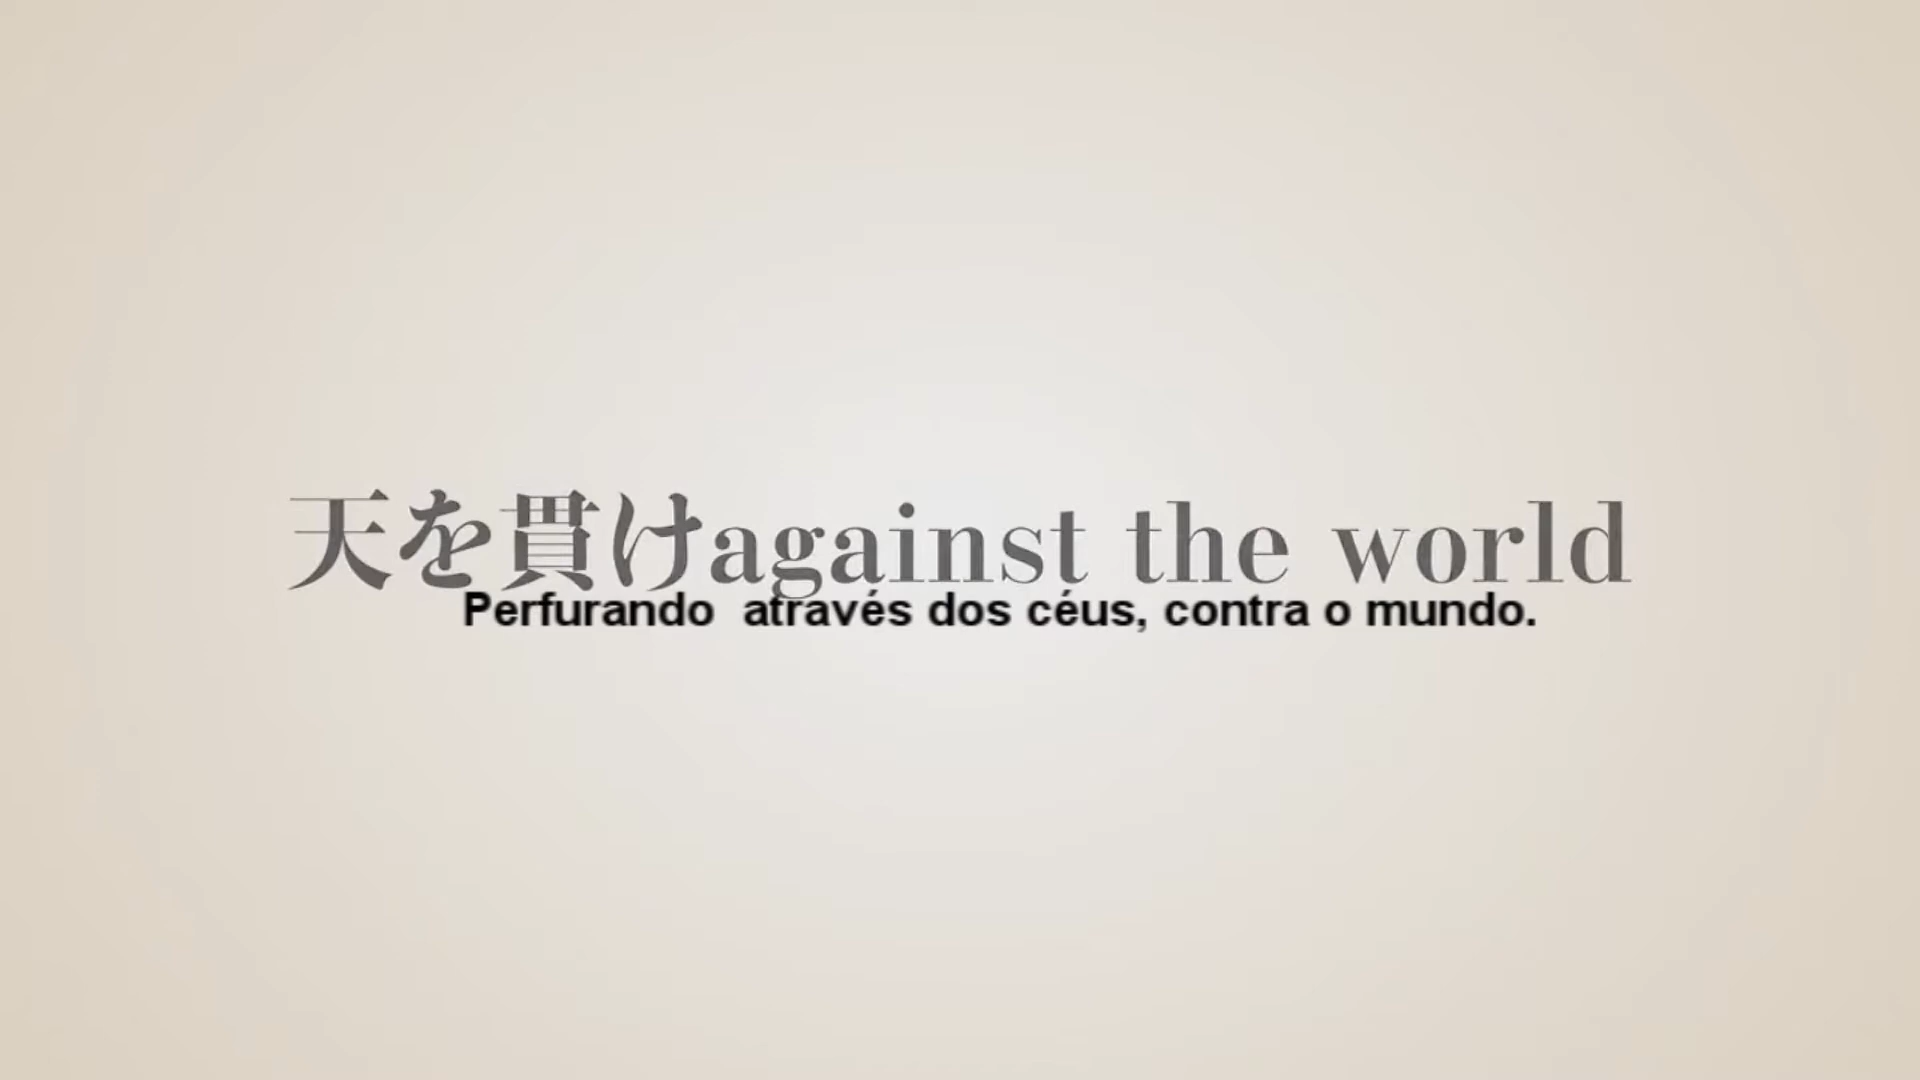 天を貫けagainst the world
Perfurando  através dos céus, contra o mundo.